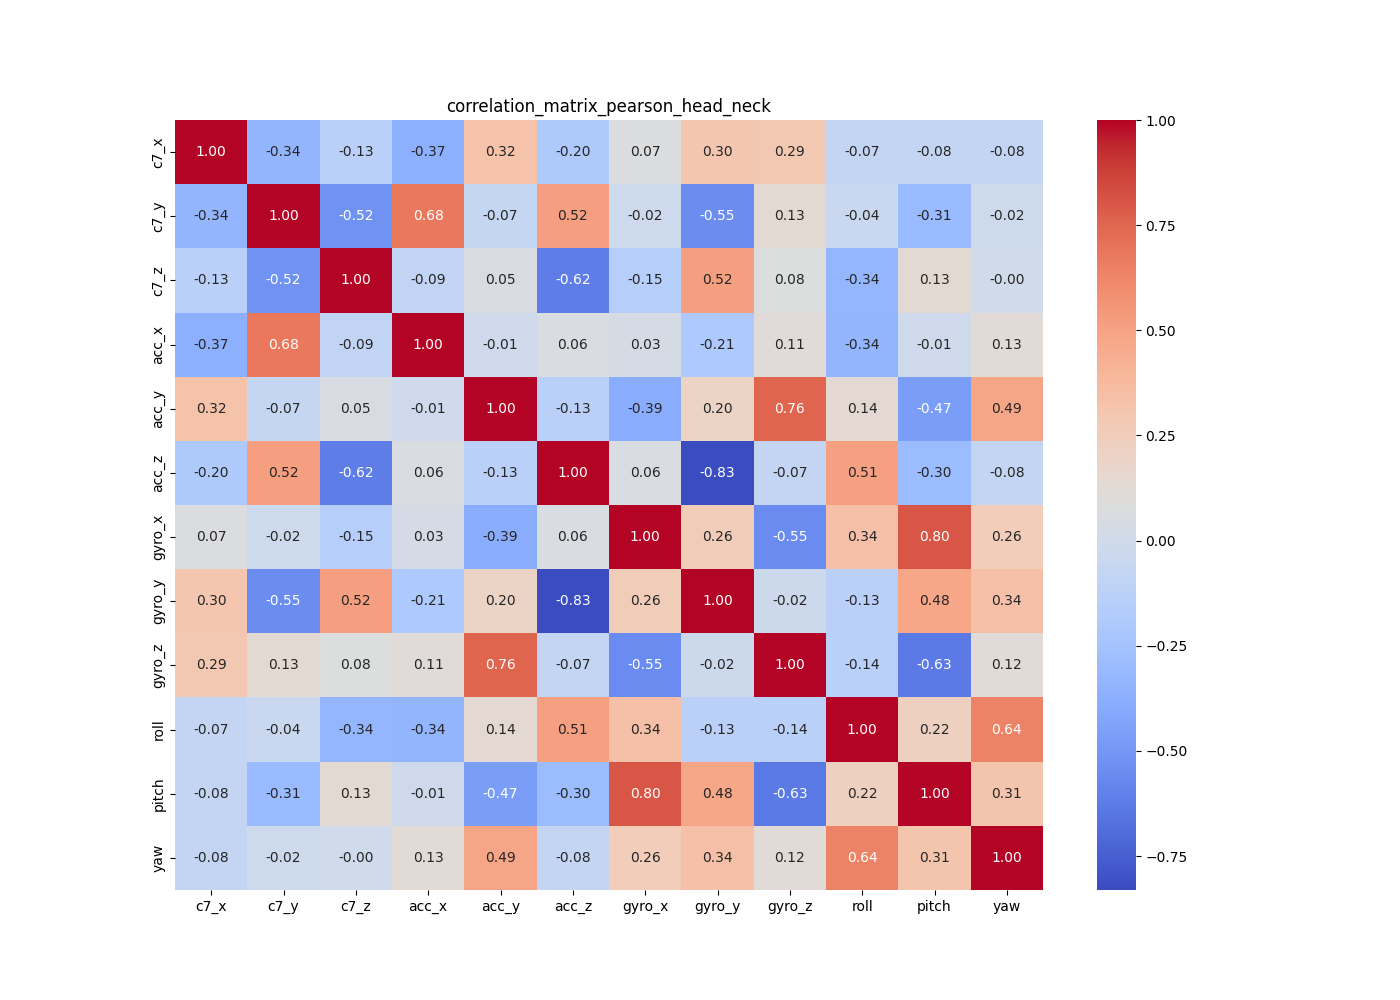 correlation_matrix_pearson_head_neck
c7_x 1.00 -0.34 -0.13 -0.37 0.32 -0.20 0.07 0.30 0.29 -0.07 -0.08 -0.08
c7_y -0.34 1.00 -0.52 0.68 -0.07 0.52 -0.02 -0.55 0.13 -0.04 -0.31 -0.02
c7_z -0.13 -0.52 1.00 -0.09 0.05 -0.62 -0.15 0.52 0.08 -0.34 0.13 -0.00
acc_x -0.37 0.68 -0.09 1.00 -0.01 0.06 0.03 -0.21 0.11 -0.34 -0.01 0.13
acc_y 0.32 -0.07 0.05 -0.01 1.00 -0.13 -0.39 0.20 0.76 0.14 -0.47 0.49
acc_z -0.20 0.52 -0.62 0.06 -0.13 1.00 0.06 -0.83 -0.07 0.51 -0.30 -0.08
gyro_x 0.07 -0.02 -0.15 0.03 -0.39 0.06 1.00 0.26 -0.55 0.34 0.80 0.26
gyro_y 0.30 -0.55 0.52 -0.21 0.20 -0.83 0.26 1.00 -0.02 -0.13 0.48 0.34
gyro_z 0.29 0.13 0.08 0.11 0.76 -0.07 -0.55 -0.02 1.00 -0.14 -0.63 0.12
roll -0.07 -0.04 -0.34 -0.34 0.14 0.51 0.34 -0.13 -0.14 1.00 0.22 0.64
pitch -0.08 -0.31 0.13 -0.01 -0.47 -0.30 0.80 0.48 -0.63 0.22 1.00 0.31
yaw -0.08 -0.02 -0.00 0.13 0.49 -0.08 0.26 0.34 0.12 0.64 0.31 1.00
c7_x c7_y c7_z acc_x acc_y acc_z gyro_x gyro_y gyro_z roll pitch yaw
1.00
0.75
0.50
0.25
0.00
−0.25
−0.50
−0.75